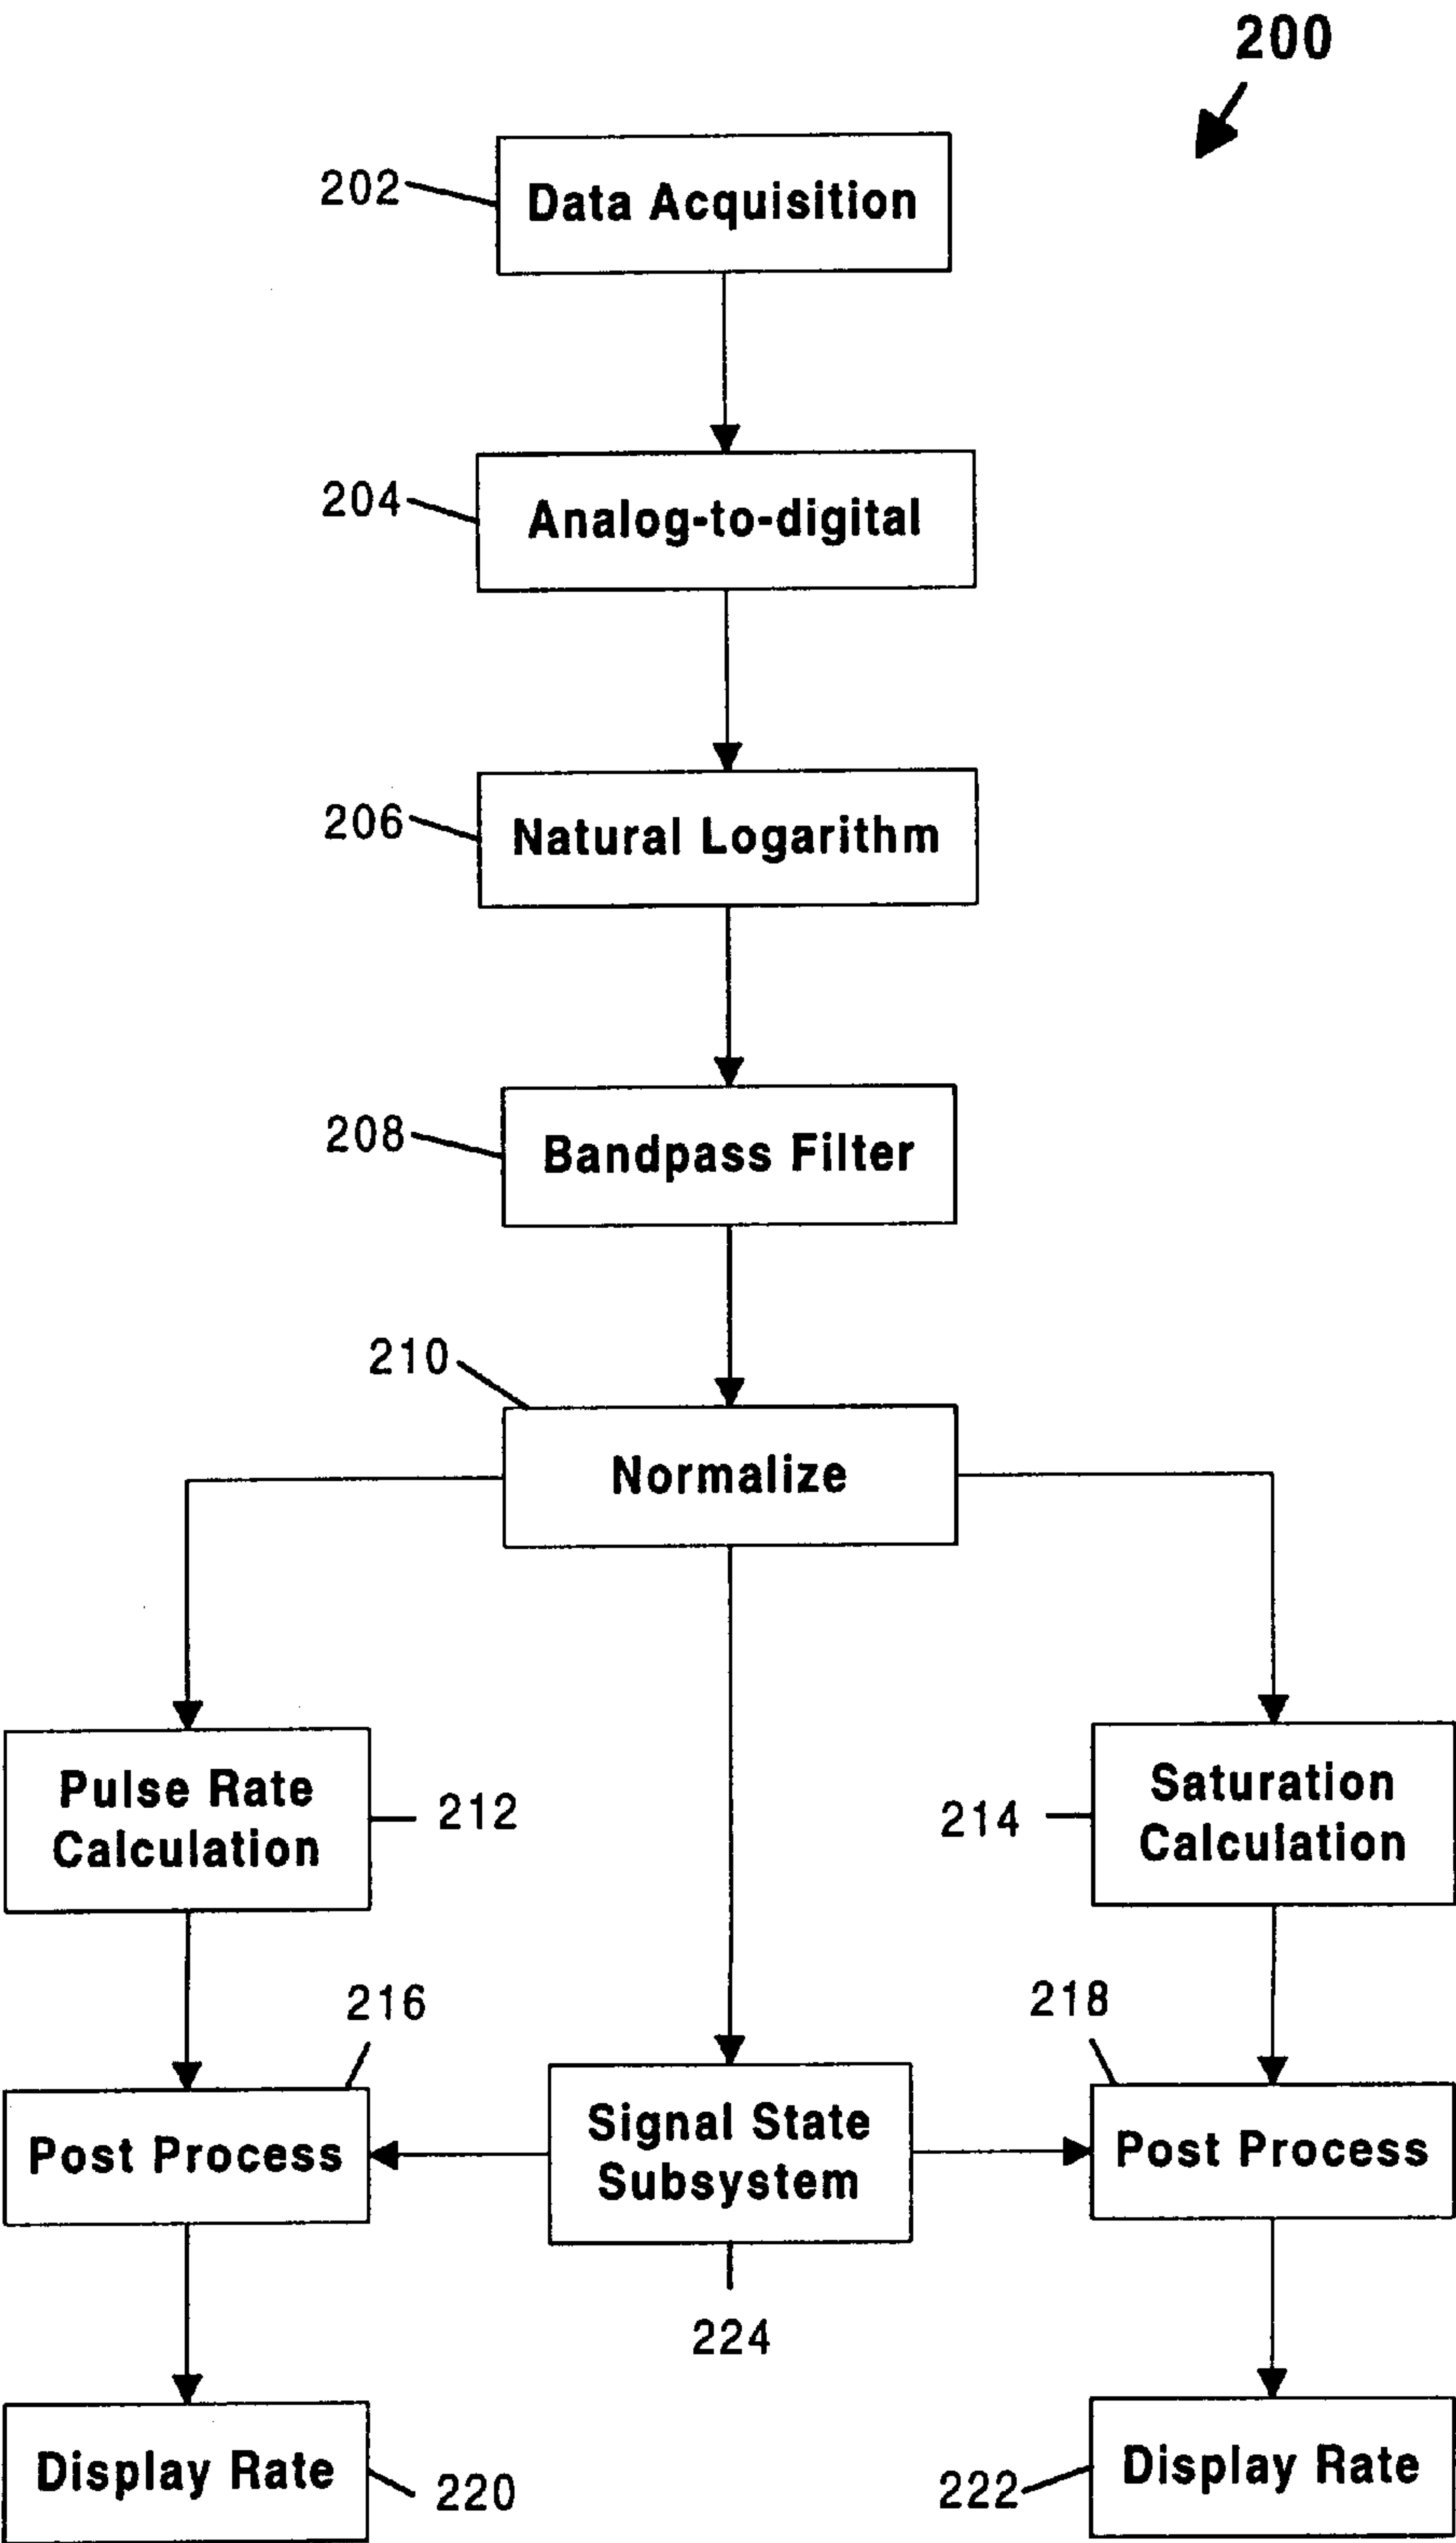 200
202
Data Acquisition
204
Analog-to-digital
206
Natural Logarithm
208
Bandpass Filter
210
Normalize
Pulse Rate
Calculation
212
214
Saturation
Calculation
216
218
Post Process
Signal State
Subsystem
Post Process
224
Display Rate
220
222
Display Rate